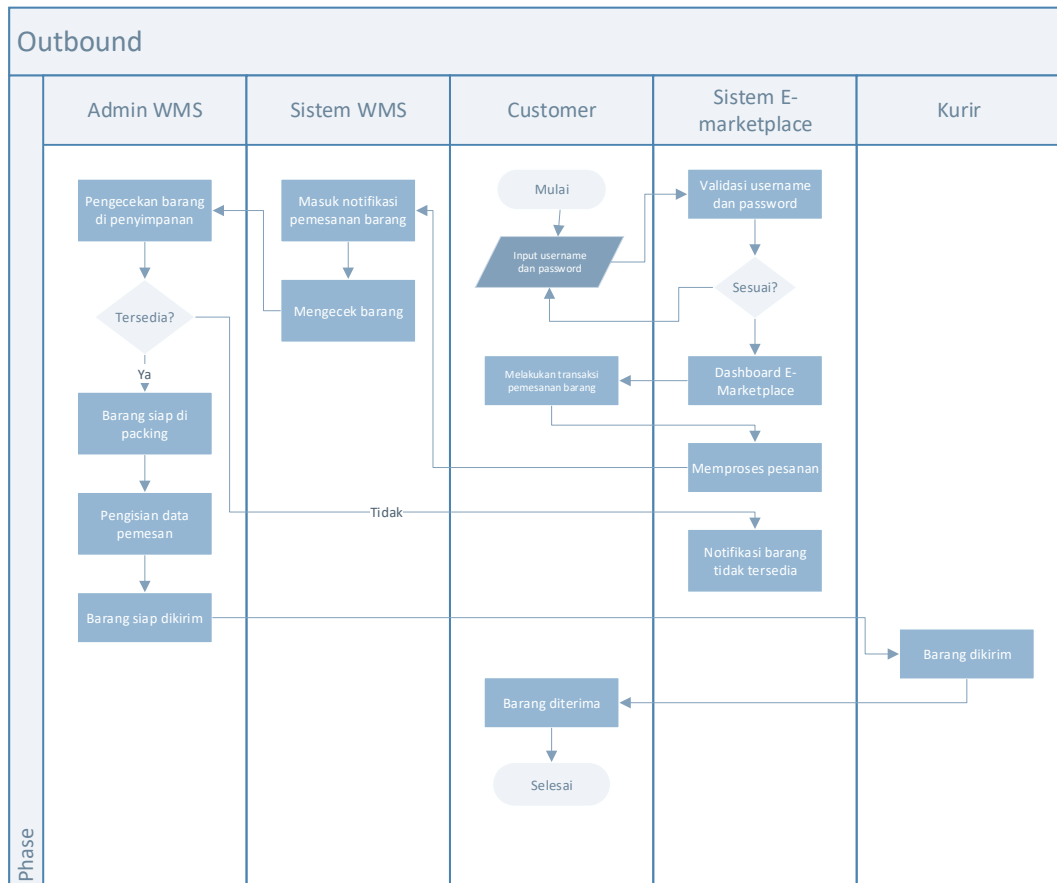 Outbound
Admin WMS
Sistem WMS
Customer
Sistem E-
marketplace
Kurir
Pengecekan barang
di penyimpanan
Masuk notifikasi
pemesanan barang
Mulai
Validasi username
dan password
Input username
dan password
Mengecek barang
Sesuai?
Tersedia?
Ya
Melakukan transaksi
pemesanan barang
Dashboard E-
Marketplace
Barang siap di
packing
Memproses pesanan
Pengisian data
pemesan
Tidak
Notifikasi barang
tidak tersedia
Barang siap dikirim
Barang dikirim
Barang diterima
Selesai
Phase